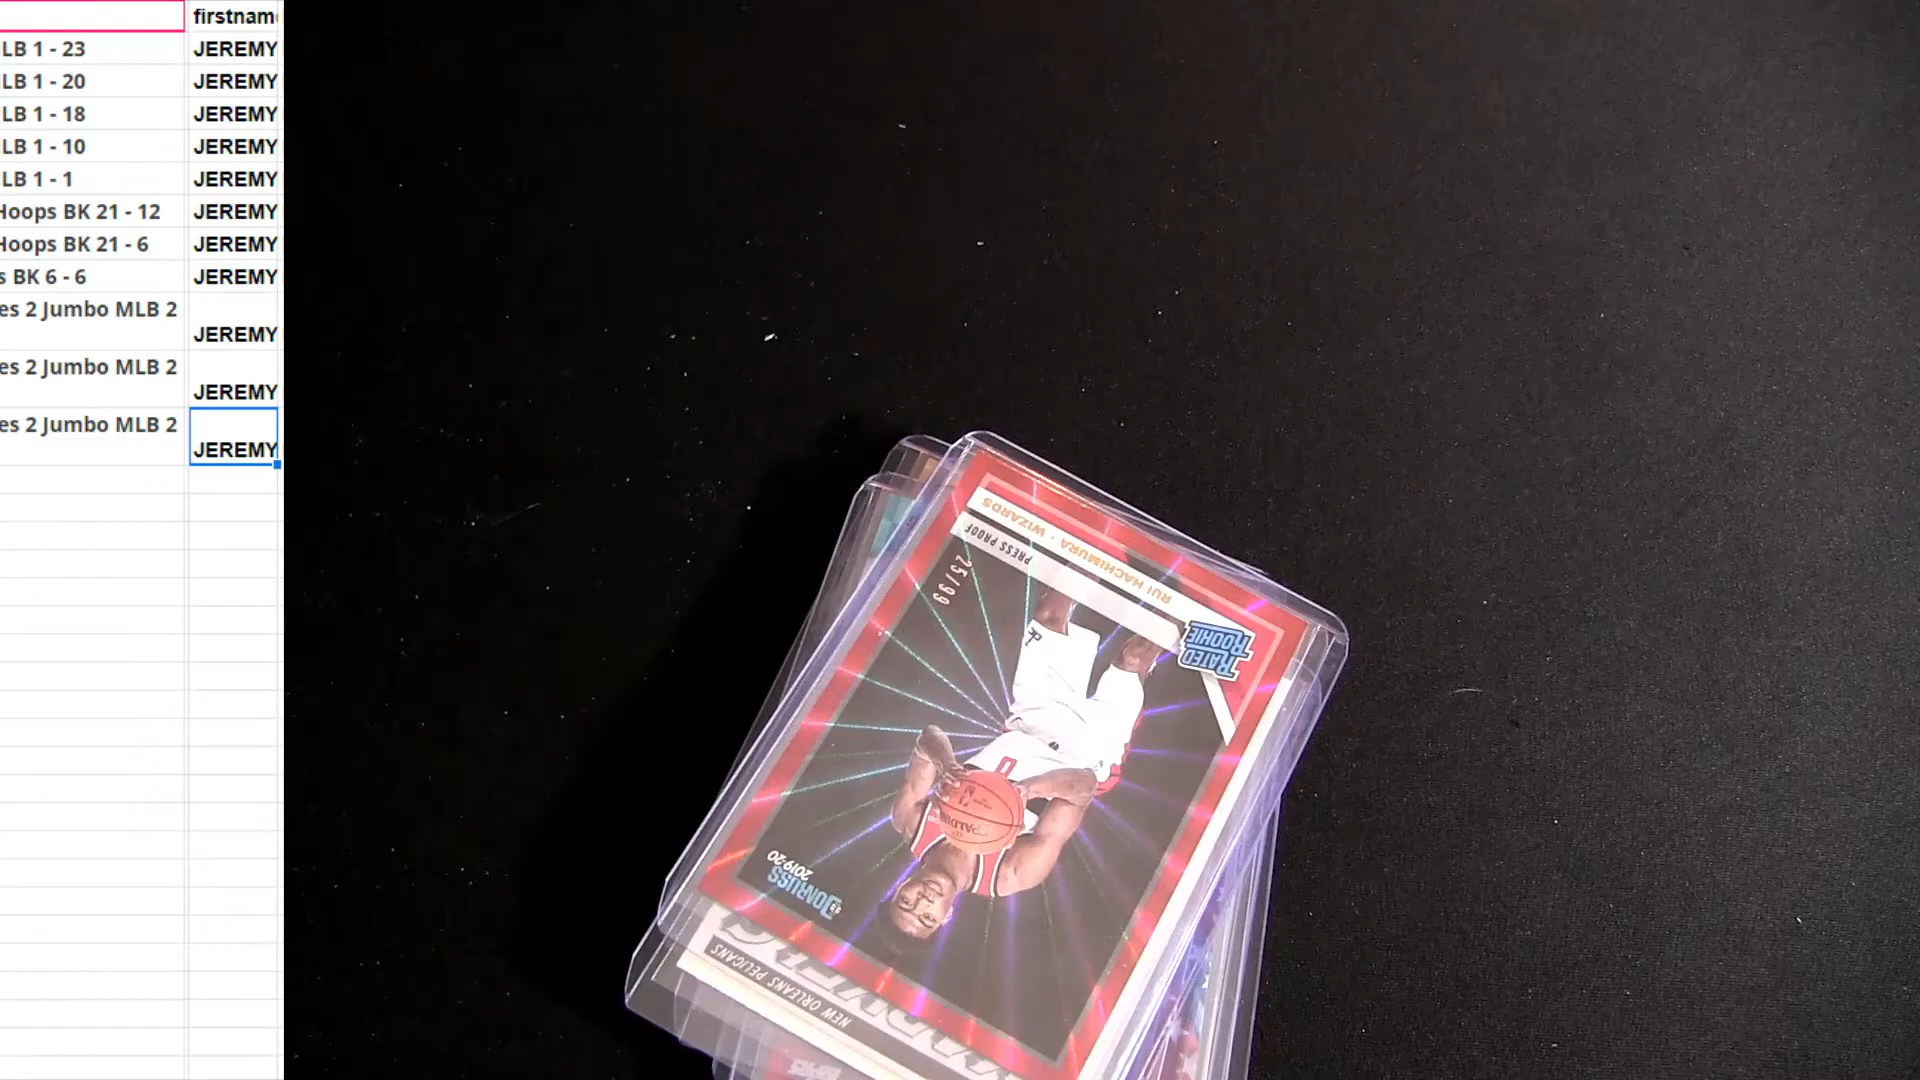 firstnam
LB 1 - 23 JEREMY
LB 1 - 20 JEREMY
LB 1 - 18 JEREMY
LB 1 - 10 JEREMY
LB 1 - 1 JEREMY
Hoops BK 21 - 12 JEREMY
Hoops BK 21 - 6 JEREMY
s BK 6 - 6 JEREMY
es 2 Jumbo MLB 2
JEREMY
es 2 Jumbo MLB 2
JEREMY
es 2 Jumbo MLB 2
JEREMY
RUI HACHIMURA - WIZARDS
PRESS PROOF
25/99
RATED
ROOKIE
0
SPALDING
DONRUSS
2019-20
NEW ORLEANS PELICANS